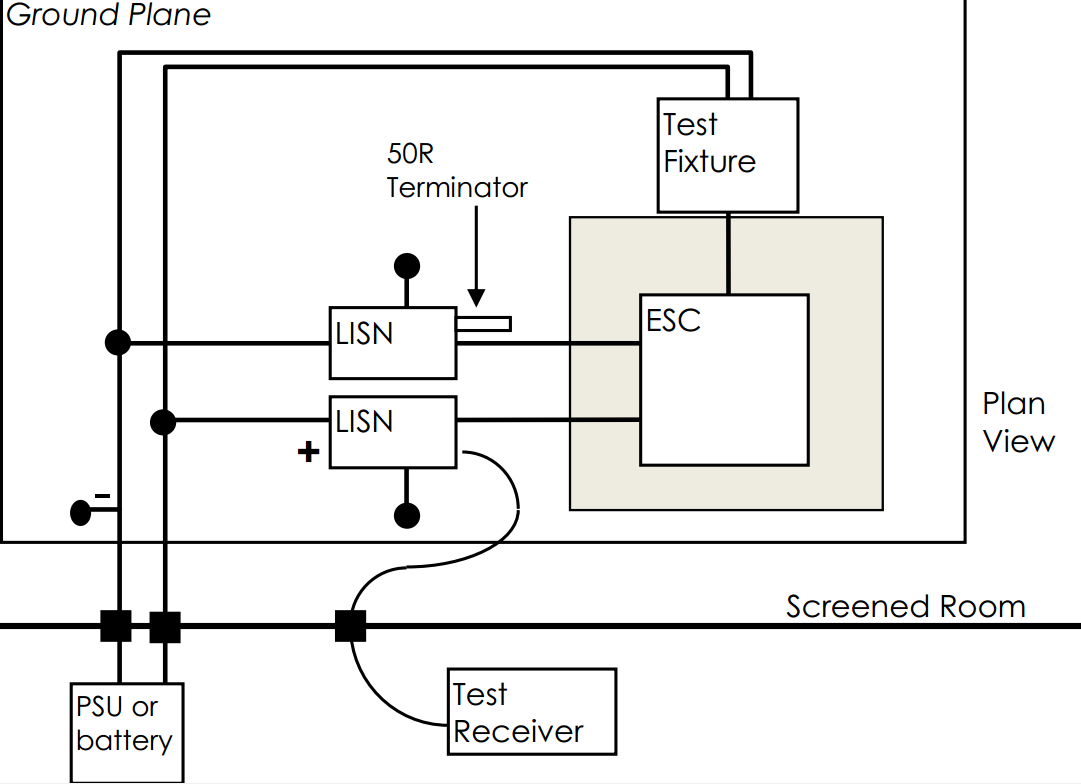 Ground Plane
Test
Fixture
50R
Terminator
ESC
LISN
LISN
+
−
Plan
View
Screened Room
PSU or
battery
Test
Receiver